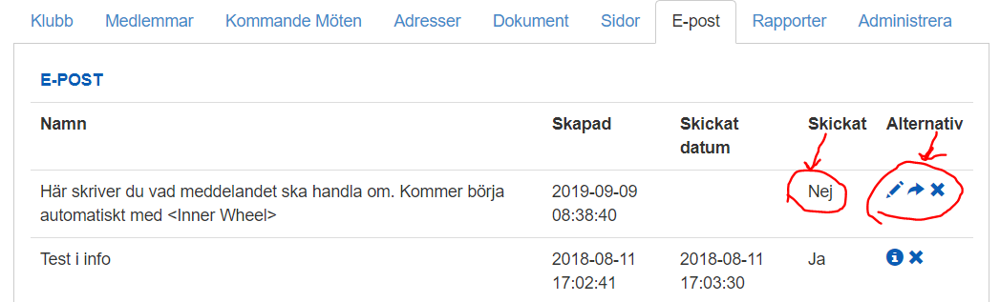 Klubb Medlemmar Kommande Möten Adresser Dokument Sidor E-post Rapporter Administrera
E-POST
Namn Skapad Skickat datum Skickat Alternativ
Här skriver du vad meddelandet ska handla om. Kommer börja
automatiskt med <Inner Wheel>
2019-09-09
08:38:40
Nej
Test i info
2018-08-11
17:02:41
2018-08-11
17:03:30
Ja